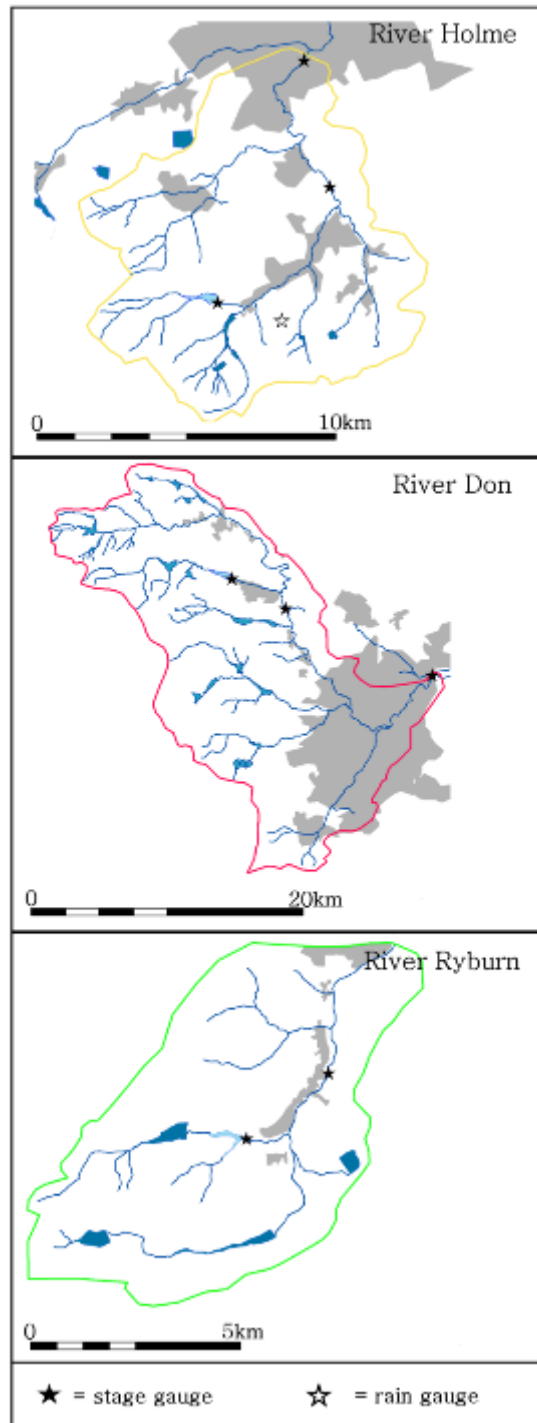 River Holme
0 10km
River Don
0 20km
River Ryburn
0 5km
= stage gauge = rain gauge